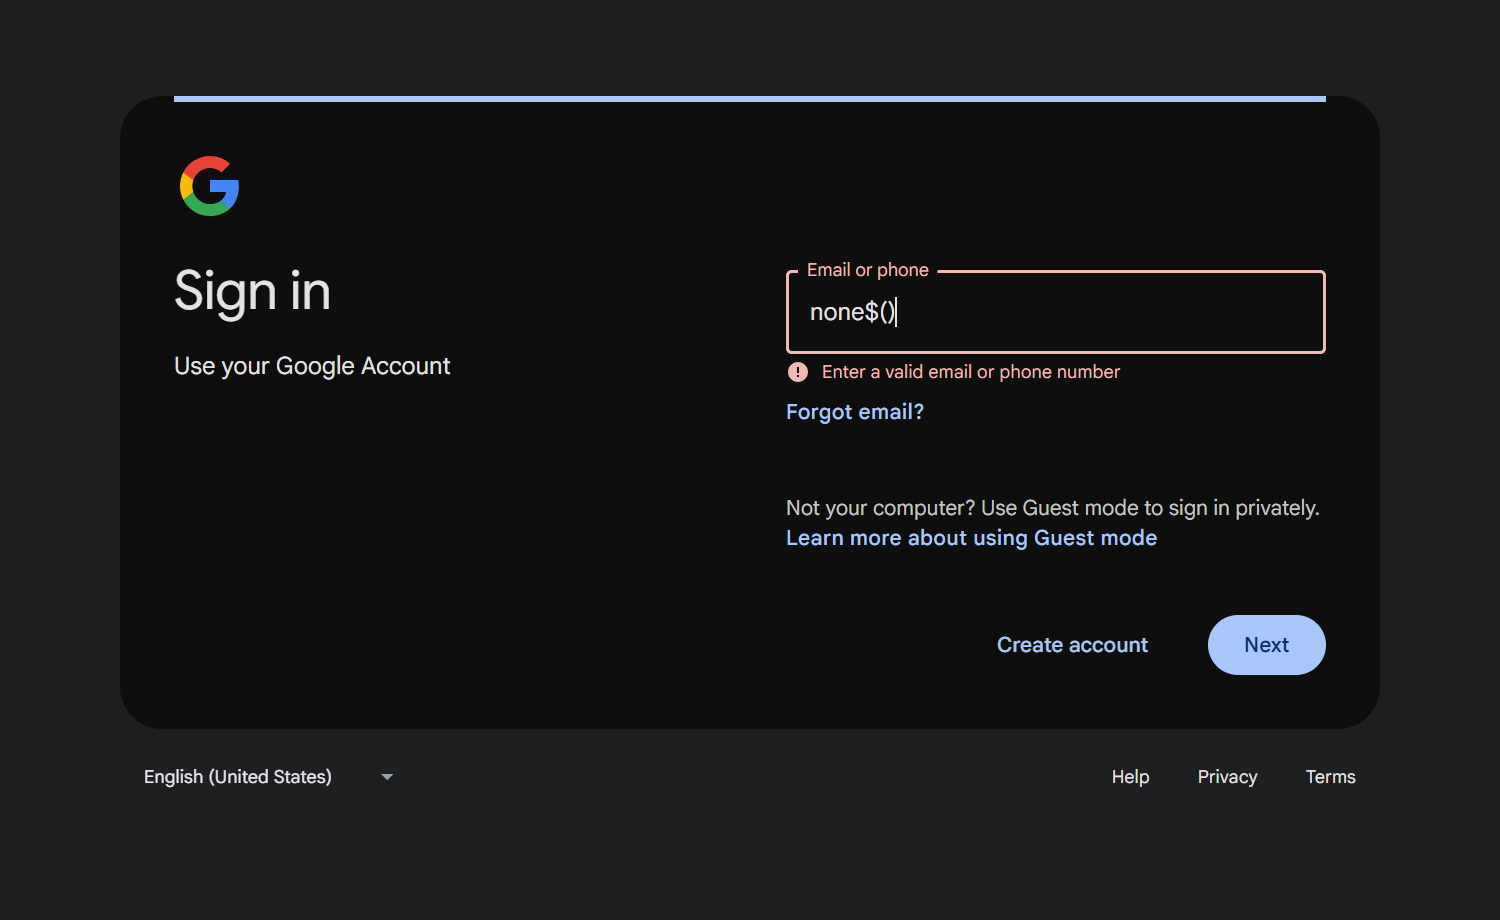 Sign in
Use your Google Account
Email or phone
none$()
Enter a valid email or phone number
Forgot email?
Not your computer? Use Guest mode to sign in privately.
Learn more about using Guest mode
Create account
Next
English (United States)
Help
Privacy
Terms